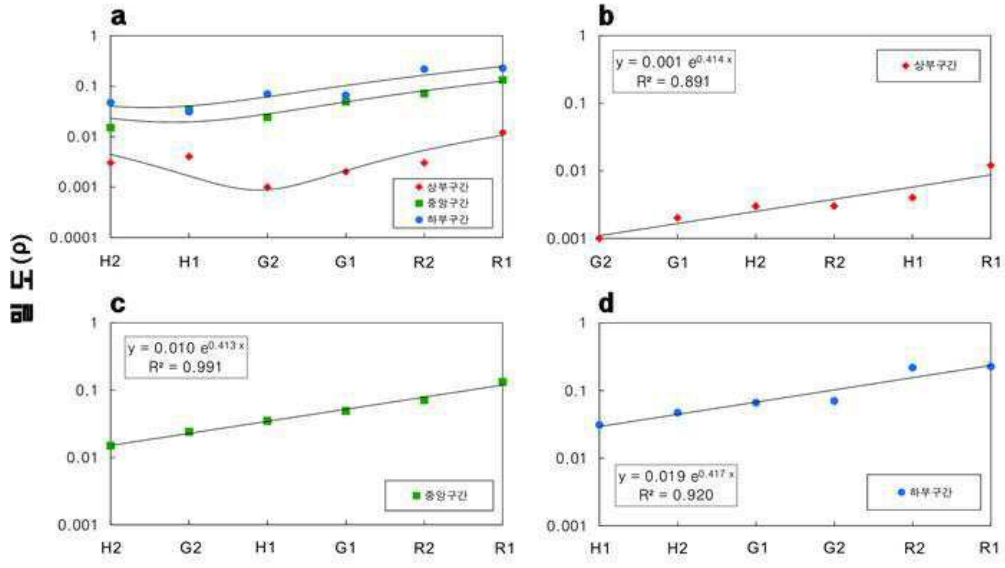 a
1
0.1
0.01
0.001
0.0001
상부구간
중앙구간
하부구간
H2 H1 G2 G1 R2 R1
b
1
0.1
0.01
0.001
y = 0.001 e^0.414 x
R² = 0.891
상부구간
G2 G1 H2 R2 H1 R1
밀 도(ρ)
c
1
0.1
0.01
0.001
y = 0.010 e^0.413 x
R² = 0.991
중앙구간
H2 G2 H1 G1 R2 R1
d
1
0.1
0.01
0.001
y = 0.019 e^0.417 x
R² = 0.920
하부구간
H1 H2 G1 G2 R2 R1